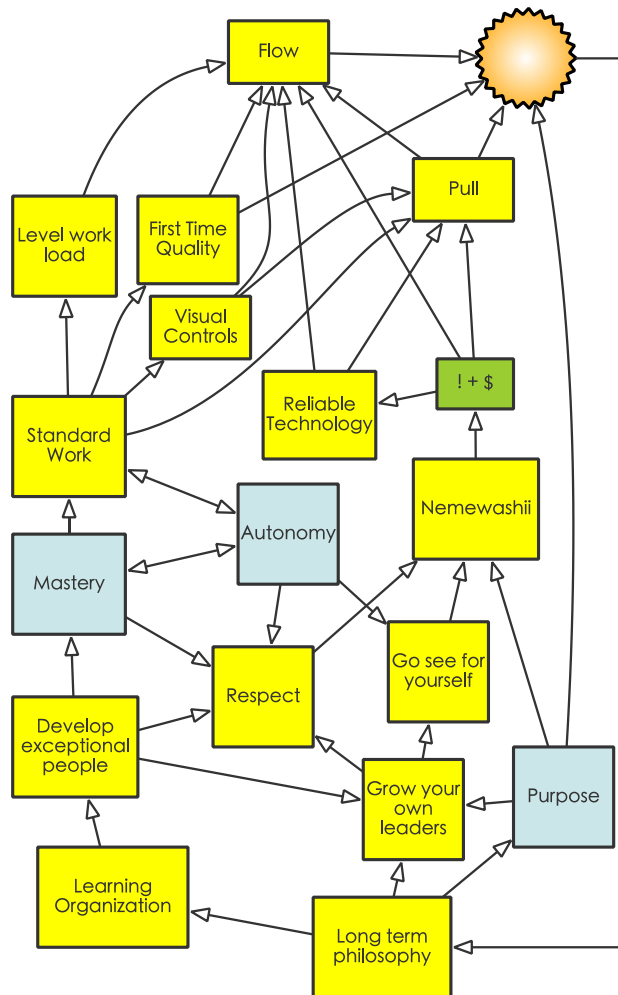 Flow
Pull
Level work
load
First Time
Quality
Visual
Controls
! + $
Reliable
Technology
Standard
Work
Nemewashii
Autonomy
Mastery
Go see for
yourself
Respect
Develop
exceptional
people
Grow your
own
leaders
Purpose
Learning
Organization
Long term
philosophy